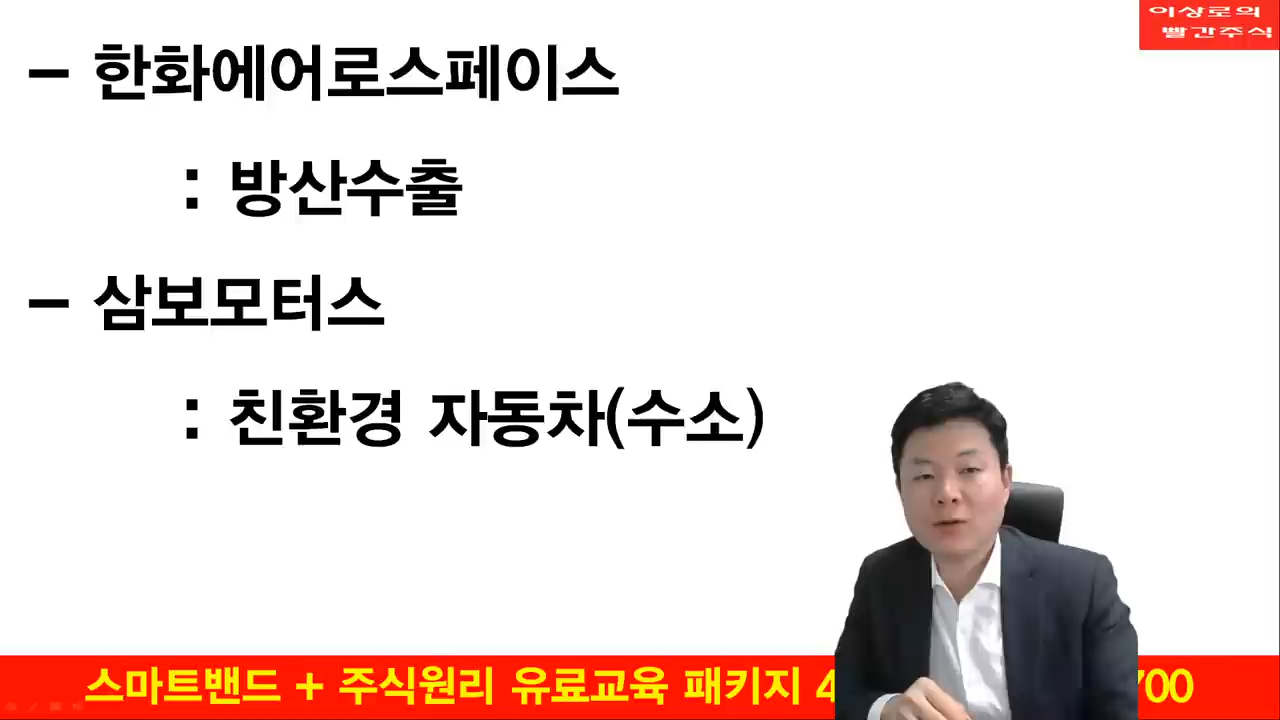 이상로의
빨간주식
- 한화에어로스페이스
: 방산수출
- 삼보모터스
: 친환경 자동차(수소)
스마트밴드 + 주식원리 유료교육 패키지 4 700